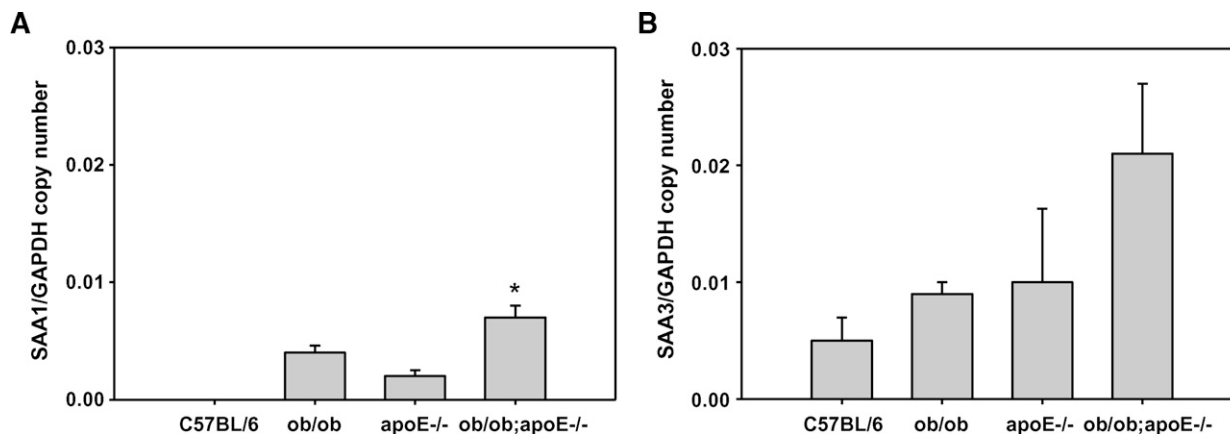 A
SAA1/GAPDH copy number
0.03
0.02
0.01
0.00
*
C57BL/6 ob/ob apoE-/- ob/ob;apoE-/-
B
SAA3/GAPDH copy number
0.03
0.02
0.01
0.00
C57BL/6 ob/ob apoE-/- ob/ob;apoE-/-